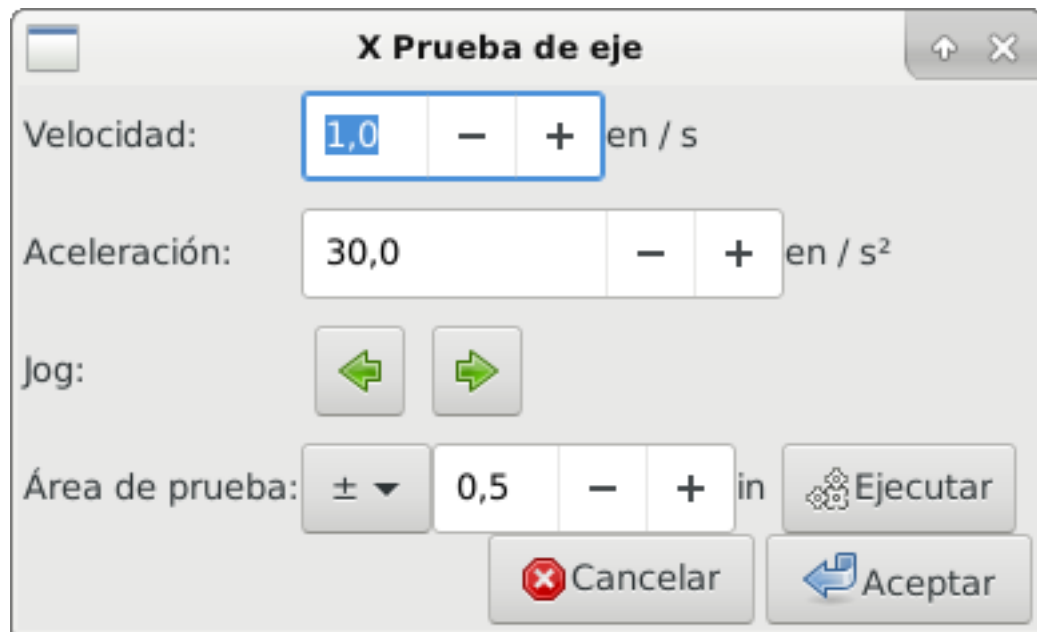 X Prueba de eje
Velocidad: 1,0 − + en / s
Aceleración: 30,0 − + en / s²
Jog:
Área de prueba: ± 0,5 − + in Ejecutar
Cancelar Aceptar